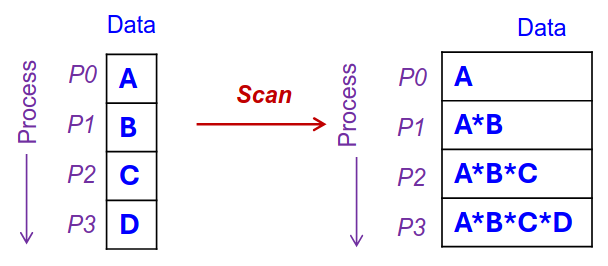 Data
Process
P0
A
P1
B
P2
C
P3
D
Scan
Data
Process
P0
A
P1
A*B
P2
A*B*C
P3
A*B*C*D